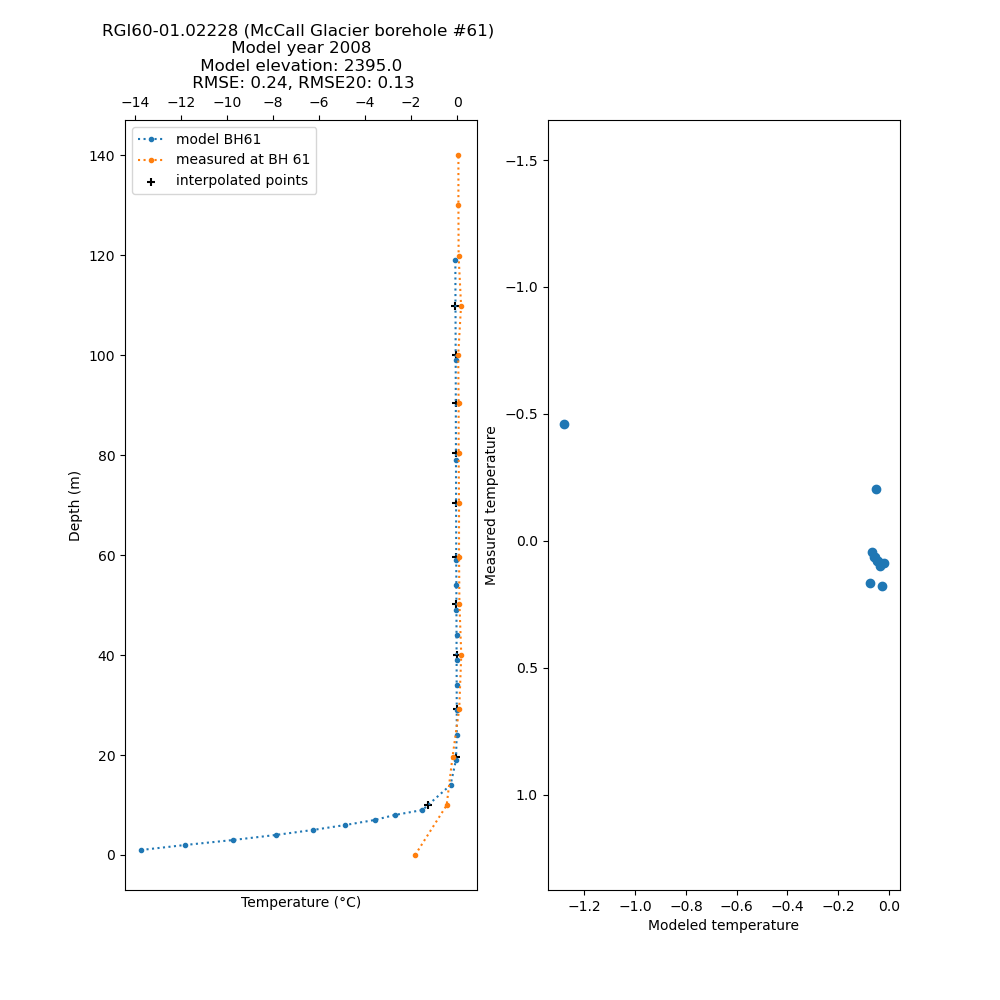 RGI60-01.02228 (McCall Glacier borehole #61)
Model year 2008
Model elevation: 2395.0
RMSE: 0.24, RMSE20: 0.13
−14 −12 −10 −8 −6 −4 −2 0
model BH61
measured at BH 61
interpolated points
140
120
100
80
60
40
20
0
Depth (m)
Temperature (°C)
−1.5
−1.0
−0.5
0.0
0.5
1.0
Measured temperature
−1.2 −1.0 −0.8 −0.6 −0.4 −0.2 0.0
Modeled temperature